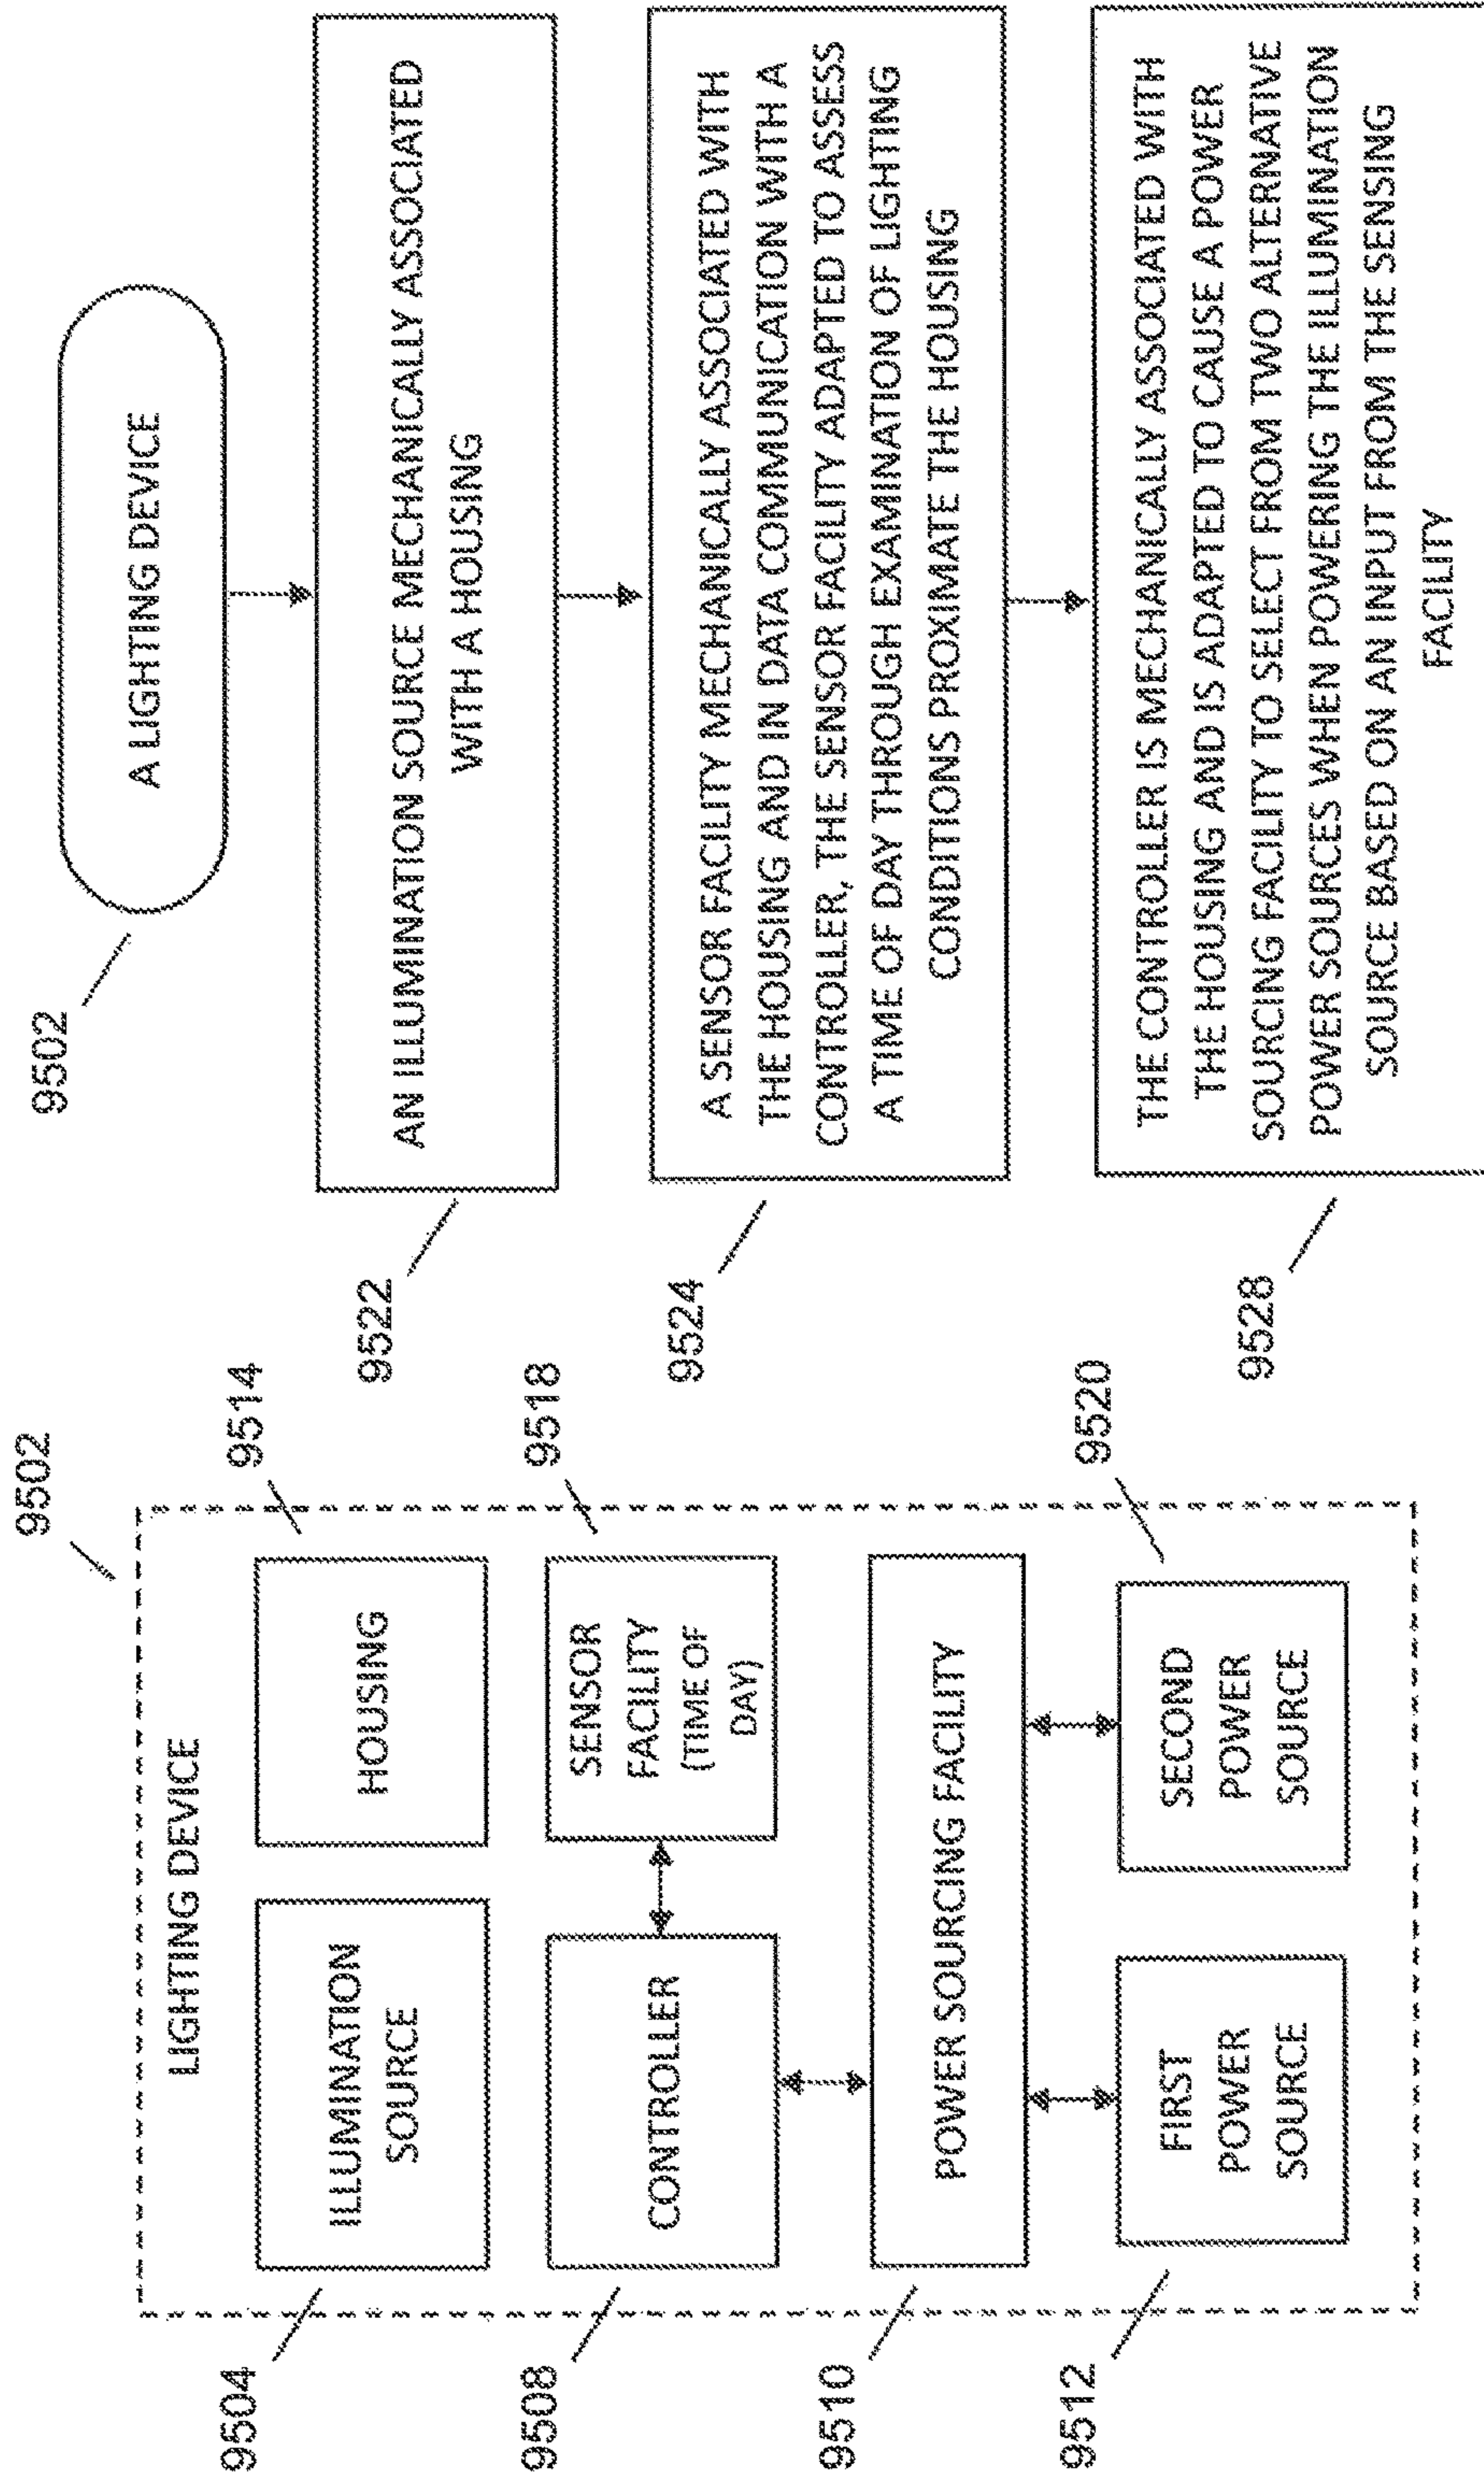 9502
LIGHTING DEVICE
9504
ILLUMINATION
SOURCE
HOUSING
9514
9508
CONTROLLER
SENSOR
FACILITY
(TIME OF
DAY)
9518
9510
POWER SOURCING FACILITY
9512
FIRST
POWER
SOURCE
SECOND
POWER
SOURCE
9520
9502
A LIGHTING DEVICE
9522
AN ILLUMINATION SOURCE MECHANICALLY ASSOCIATED
WITH A HOUSING
9524
A SENSOR FACILITY MECHANICALLY ASSOCIATED WITH
THE HOUSING AND IN DATA COMMUNICATION WITH A
CONTROLLER, THE SENSOR FACILITY ADAPTED TO ASSESS
A TIME OF DAY THROUGH EXAMINATION OF LIGHTING
CONDITIONS PROXIMATE THE HOUSING
9528
THE CONTROLLER IS MECHANICALLY ASSOCIATED WITH
THE HOUSING AND IS ADAPTED TO CAUSE A POWER
SOURCING FACILITY TO SELECT FROM TWO ALTERNATIVE
POWER SOURCES WHEN POWERING THE ILLUMINATION
SOURCE BASED ON AN INPUT FROM THE SENSING
FACILITY